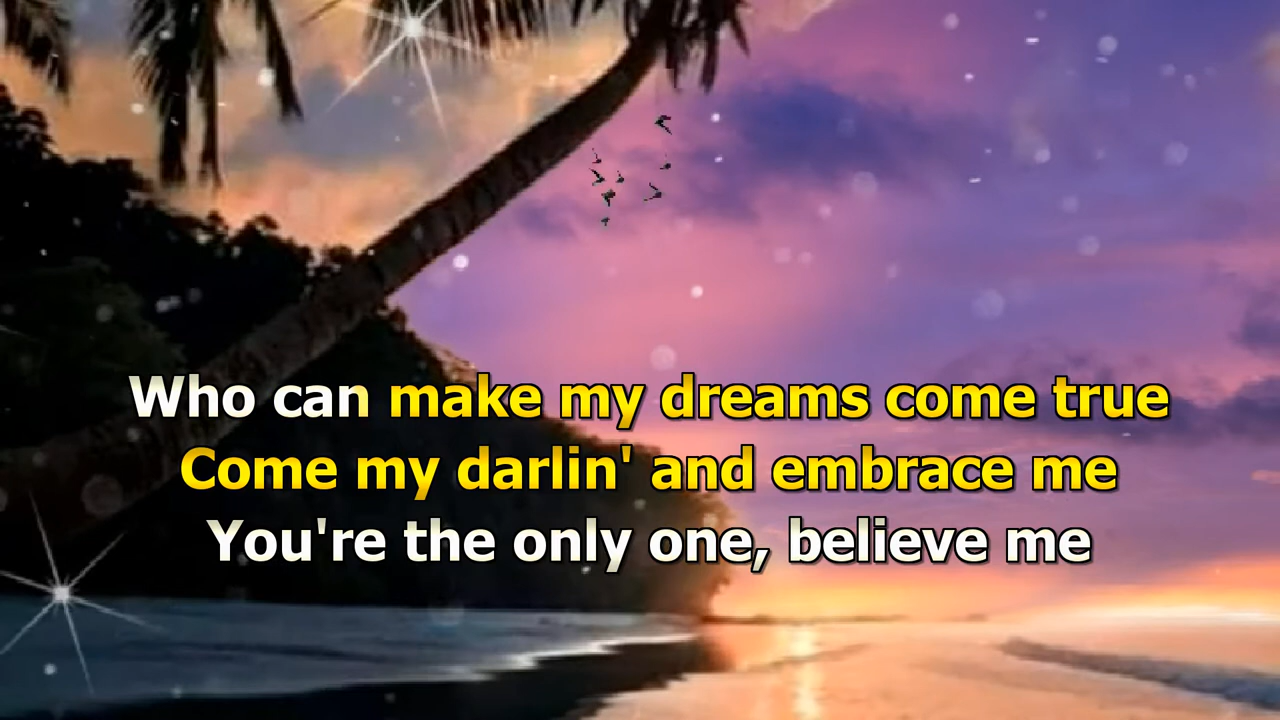 Who can make my dreams come true
Come my darlin' and embrace me
You're the only one, believe me